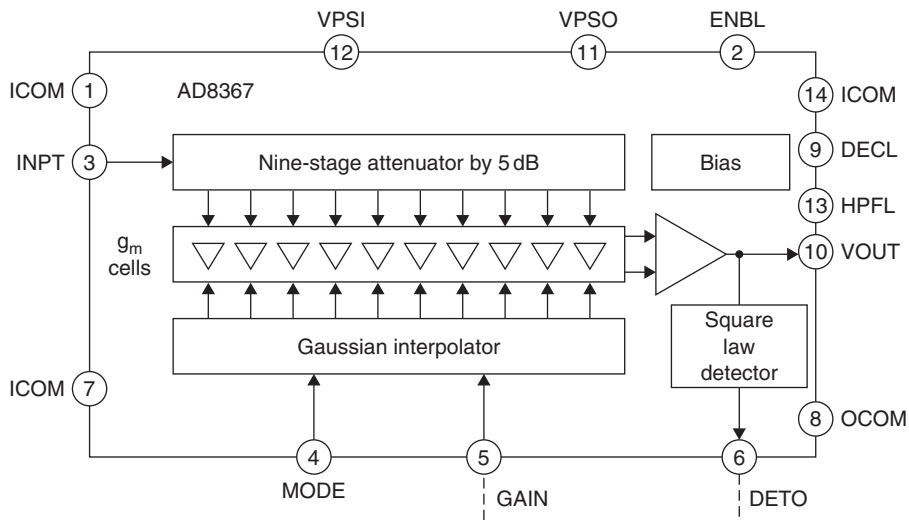 VPSI
VPSO
ENBL
12
11
2
ICOM
1
AD8367
14
ICOM
INPT
3
Nine-stage attenuator by 5 dB
Bias
9
DECL
13
HPFL
gm
cells
10
VOUT
Gaussian interpolator
Square
law
detector
ICOM
7
8
OCOM
4
5
6
MODE
GAIN
DETO